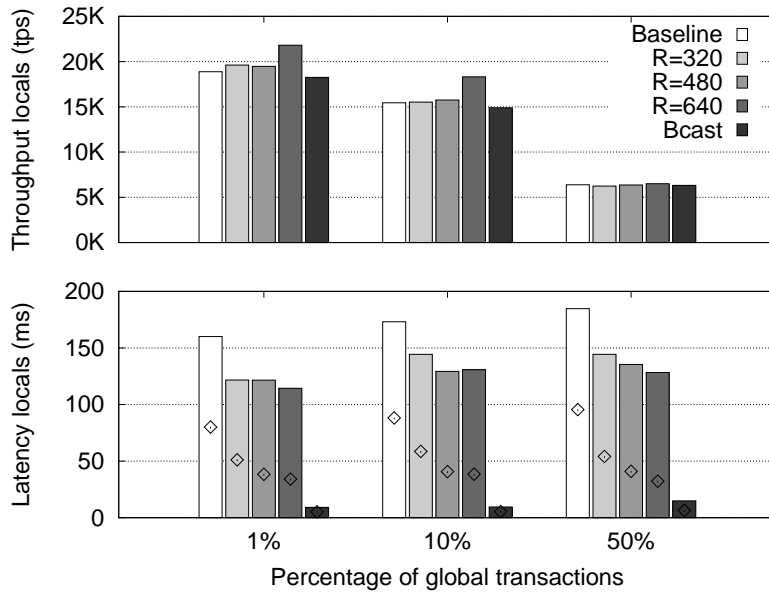 Throughput locals (tps)
25K
20K
15K
10K
5K
0K
Baseline
R=320
R=480
R=640
Bcast
Latency locals (ms)
200
150
100
50
0
1%
10%
50%
Percentage of global transactions